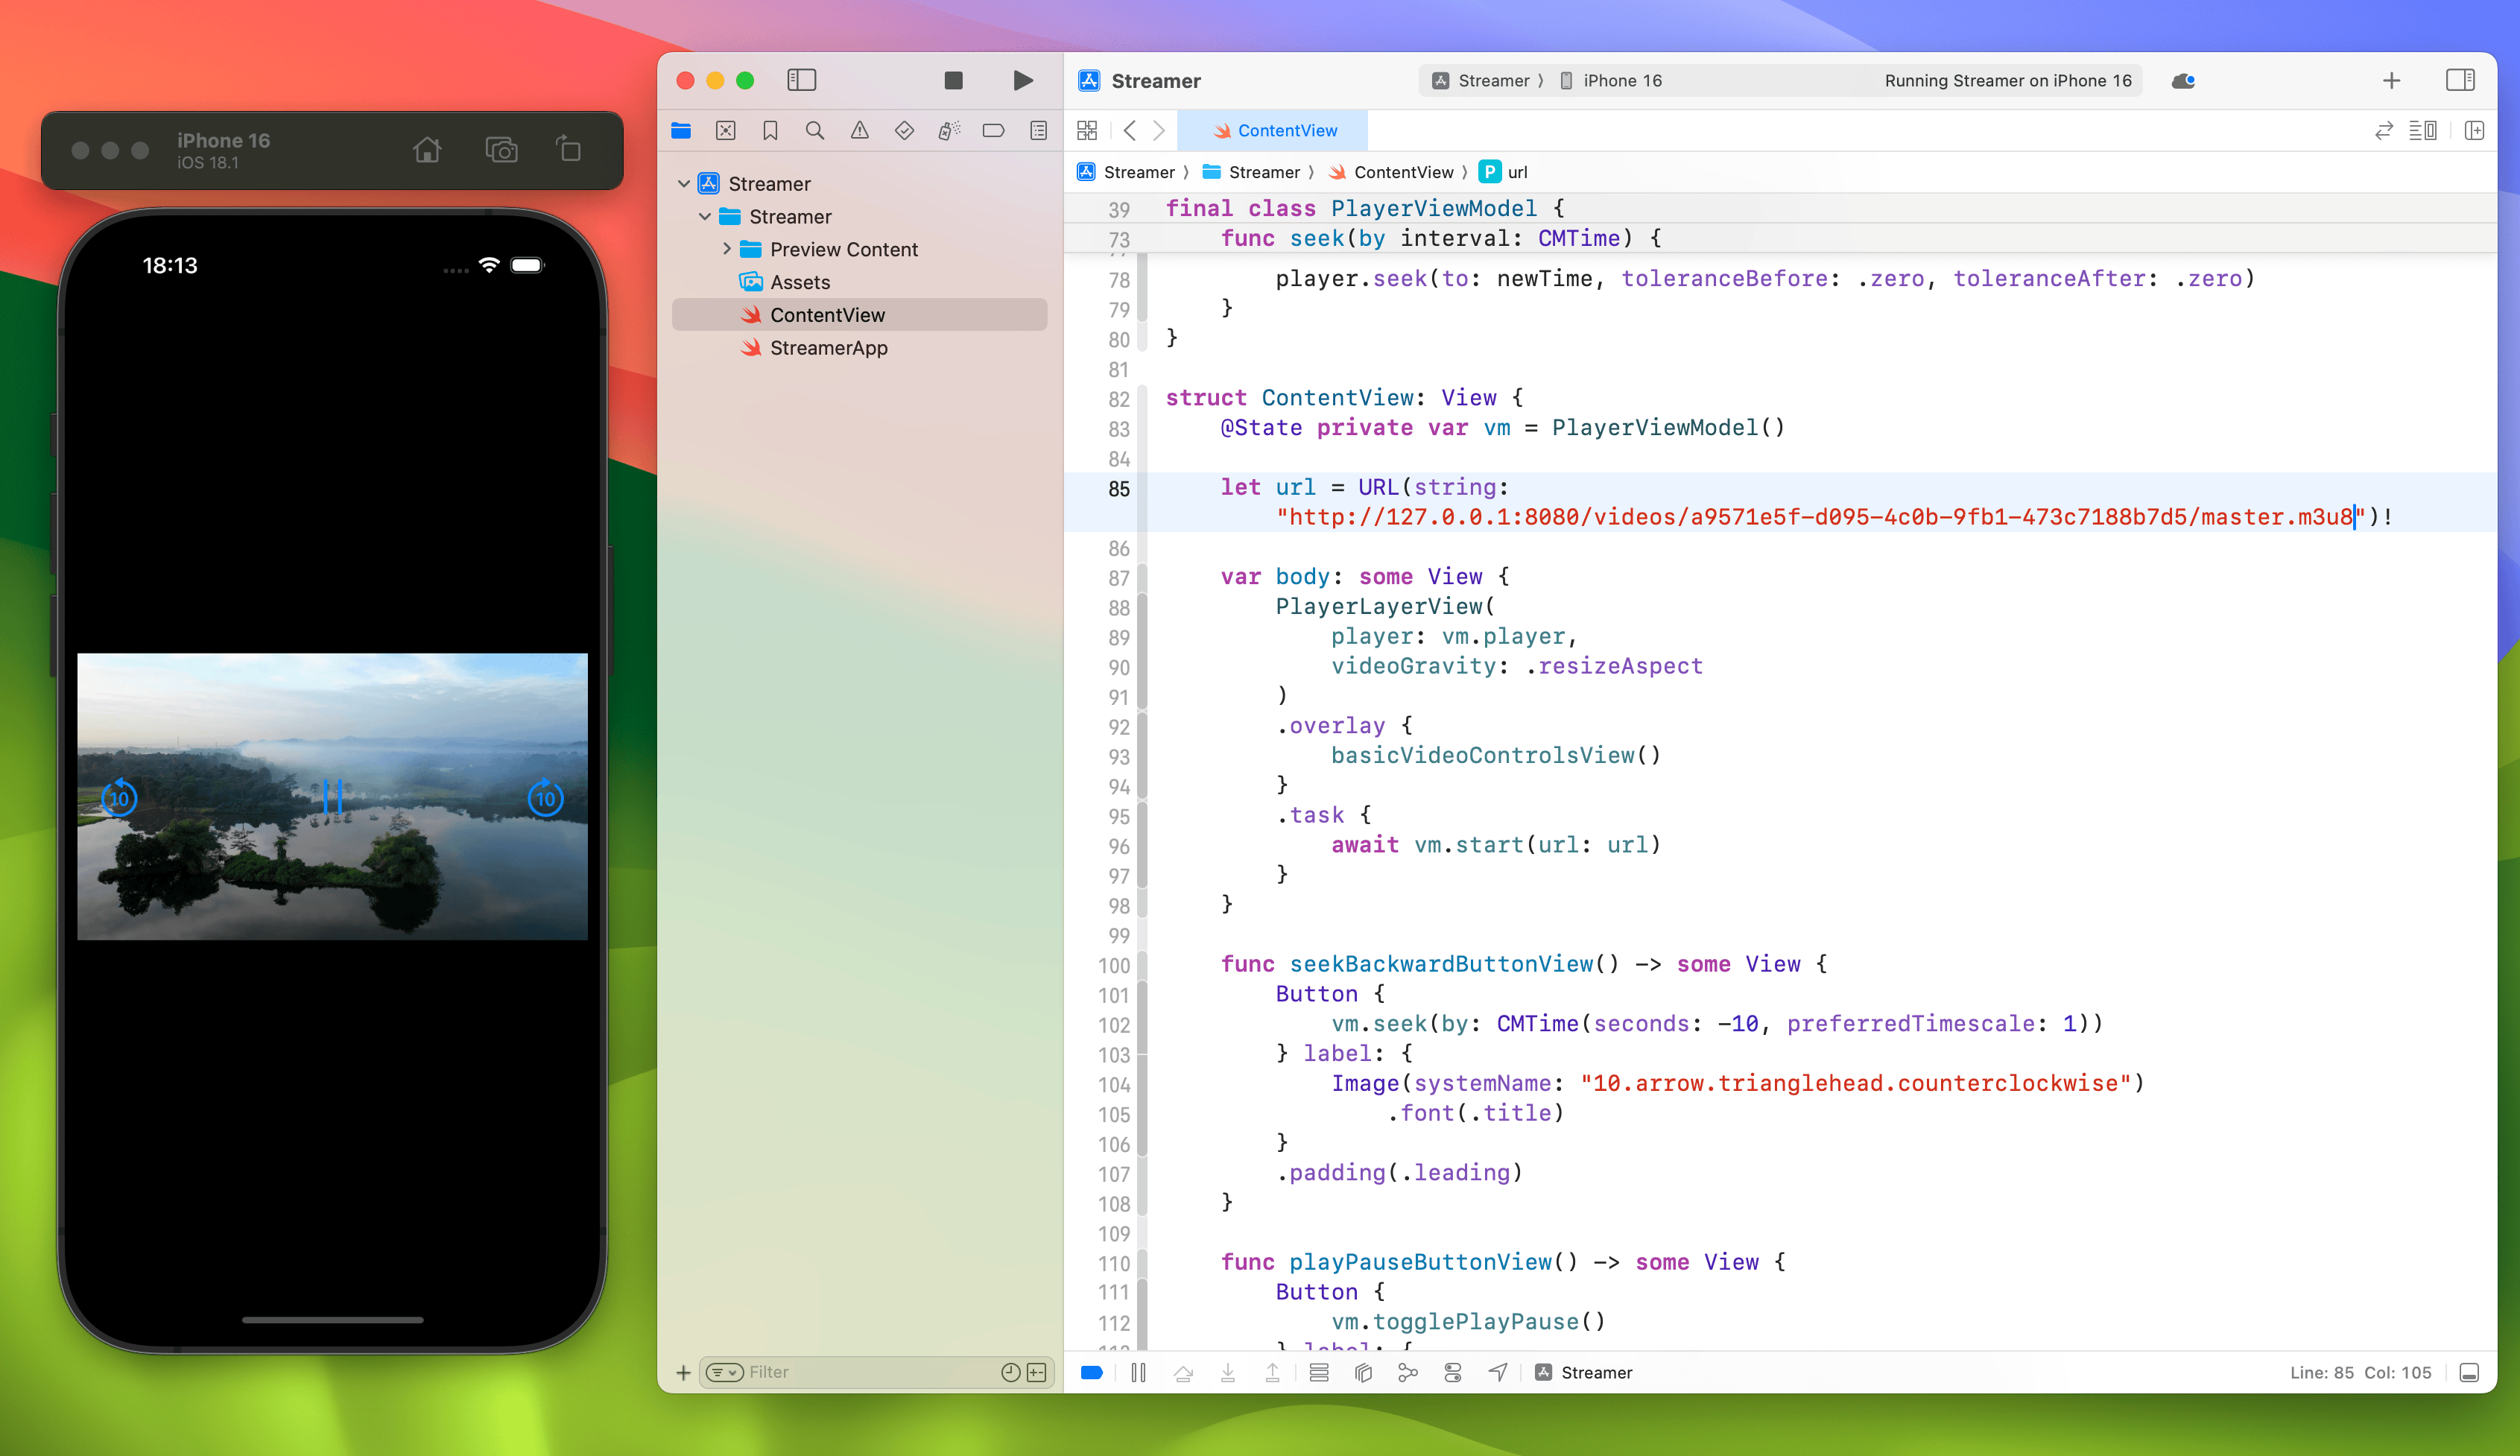 iPhone 16
iOS 18.1
18:13
10
10
Streamer
Streamer
Preview Content
Assets
ContentView
StreamerApp
Filter
Streamer
Streamer 〉 iPhone 16
Running Streamer on iPhone 16
ContentView
Streamer 〉 Streamer 〉 ContentView 〉 P url
39 final class PlayerViewModel {
73 func seek(by interval: CMTime) {
78 player.seek(to: newTime, toleranceBefore: .zero, toleranceAfter: .zero)
79 }
80 }
81
82 struct ContentView: View {
83 @State private var vm = PlayerViewModel()
84
85 let url = URL(string:
"http://127.0.0.1:8080/videos/a9571e5f-d095-4c0b-9fb1-473c7188b7d5/master.m3u8")!
86
87 var body: some View {
88 PlayerLayerView(
89 player: vm.player,
90 videoGravity: .resizeAspect
91 )
92 .overlay {
93 basicVideoControlsView()
94 }
95 .task {
96 await vm.start(url: url)
97 }
98 }
99
100 func seekBackwardButtonView() -> some View {
101 Button {
102 vm.seek(by: CMTime(seconds: -10, preferredTimescale: 1))
103 } label: {
104 Image(systemName: "10.arrow.trianglehead.counterclockwise")
105 .font(.title)
106 }
107 .padding(.leading)
108 }
109
110 func playPauseButtonView() -> some View {
111 Button {
112 vm.togglePlayPause()
Streamer
Line: 85 Col: 105